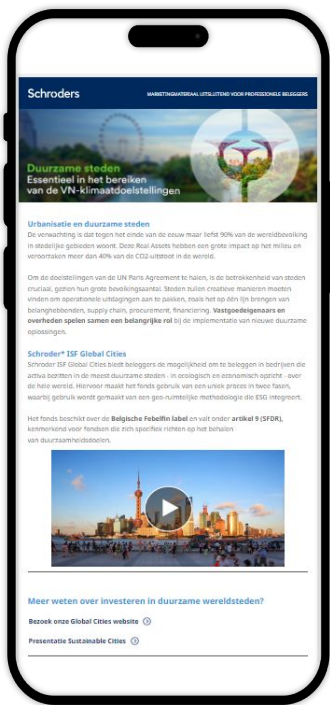 Schroders
MARKETINGMATERIAAL UITSLUITEND VOOR PROFESSIONELE BELEGGERS
Duurzame steden
Essentieel in het bereiken
van de VN-klimaatdoelstellingen
Urbanisatie en duurzame steden
De verwachting is dat tegen het einde van de eeuw maar liefst 90% van de wereldbevolking
in stedelijke gebieden woont. Deze Real Assets hebben een grote impact op het milieu en
veroorzaken meer dan 40% van de CO2-uitstoot in de wereld.
Om de doelstellingen van de UN Paris Agreement te halen, is de betrokkenheid van steden
cruciaal, gezien hun grote bevolkingsaantal. Steden zullen creatieve manieren moeten
vinden om operationele uitdagingen aan te pakken, zoals het op één lijn brengen van
belanghebbenden, supply chain, procurement, financiering. Vastgoedeigenaars en
overheden spelen samen een belangrijke rol bij de implementatie van nieuwe duurzame
oplossingen.
Schroder* ISF Global Cities
Schroder ISF Global Cities biedt beleggers de mogelijkheid om te beleggen in bedrijven die
activa bezitten in de meest duurzame steden - in ecologisch en economisch opzicht - over
de hele wereld. Hiervoor maakt het fonds gebruik van een uniek proces in twee fasen,
waarbij gebruik wordt gemaakt van een geo-ruimtelijke methodologie die ESG integreert.
Het fonds beschikt over de Belgische Febelfin label en valt onder artikel 9 (SFDR),
kenmerkend voor fondsen die zich specifiek richten op het behalen
van duurzaamheidsdoelen.
Meer weten over investeren in duurzame wereldsteden?
Bezoek onze Global Cities website
Presentatie Sustainable Cities